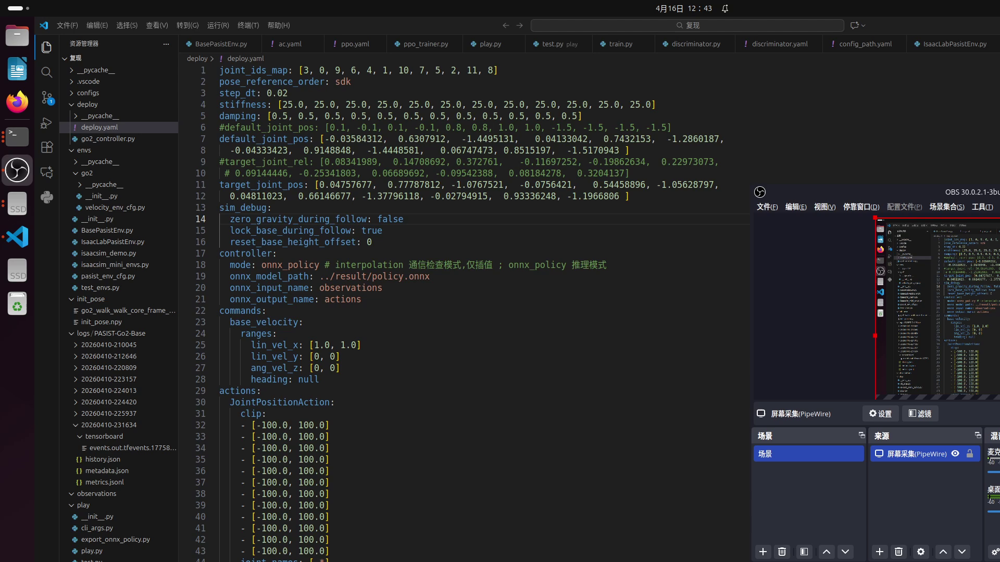 4月16日 12：43
文件(F) 编辑(E) 选择(S) 查看(V) 转到(G) 运行(R) 终端(T) 帮助(H)
复现
资源管理器
复现
__pycache__
.vscode
configs
deploy
__pycache__
deploy.yaml
go2_controller.py
envs
__pycache__
go2
__pycache__
__init__.py
velocity_env_cfg.py
__init__.py
BasePasistEnv.py
IsaacLabPasistEnv.py
isaacsim_demo.py
isaacsim_mini_envs.py
pasist_env_cfg.py
test_envs.py
init_pose
go2_walk_walk_core_frame_...
init_pose.npy
logs / PASIST-Go2-Base
20260410-210045
20260410-212646
20260410-220809
20260410-223157
20260410-224013
20260410-224420
20260410-225937
20260410-231634
tensorboard
events.out.tfevents.17758...
history.json
metadata.json
metrics.jsonl
observations
play
__init__.py
cli_args.py
export_onnx_policy.py
play.py
BasePasistEnv.py
ac.yaml
ppo.yaml
ppo_trainer.py
play.py
test.py play
train.py
discriminator.py
discriminator.yaml
config_path.yaml
IsaacLabPasistEnv.py
deploy > ! deploy.yaml
1 joint_ids_map: [3, 0, 9, 6, 4, 1, 10, 7, 5, 2, 11, 8]
2 pose_reference_order: sdk
3 step_dt: 0.02
4 stiffness: [25.0, 25.0, 25.0, 25.0, 25.0, 25.0, 25.0, 25.0, 25.0, 25.0, 25.0, 25.0]
5 damping: [0.5, 0.5, 0.5, 0.5, 0.5, 0.5, 0.5, 0.5, 0.5, 0.5, 0.5, 0.5]
6 #default_joint_pos: [0.1, -0.1, 0.1, -0.1, 0.8, 0.8, 1.0, 1.0, -1.5, -1.5, -1.5, -1.5]
7 default_joint_pos: [-0.03584312, 0.6307912, -1.4495131, 0.04133042, 0.7432153, -1.2860187,
8 -0.04333423, 0.9148848, -1.4448581, 0.06747473, 0.8515197, -1.5170943 ]
9 #target_joint_rel: [0.08341989, 0.14708692, 0.372761, -0.11697252, -0.19862634, 0.22973073,
10 # 0.09144446, -0.25341803, 0.06689692, -0.09542388, 0.08184278, 0.3204137]
11 target_joint_pos: [0.04757677, 0.77787812, -1.0767521, -0.0756421, 0.54458896, -1.05628797,
12 0.04811023, 0.66146677, -1.37796118, -0.02794915, 0.93336248, -1.1966806 ]
13 sim_debug:
14 zero_gravity_during_follow: false
15 lock_base_during_follow: true
16 reset_base_height_offset: 0
17 controller:
18 mode: onnx_policy # interpolation 通信检查模式,仅插值 ; onnx_policy 推理模式
19 onnx_model_path: ../result/policy.onnx
20 onnx_input_name: observations
21 onnx_output_name: actions
22 commands:
23 base_velocity:
24 ranges:
25 lin_vel_x: [1.0, 1.0]
26 lin_vel_y: [0, 0]
27 ang_vel_z: [0, 0]
28 heading: null
29 actions:
30 JointPositionAction:
31 clip:
32 - [-100.0, 100.0]
33 - [-100.0, 100.0]
34 - [-100.0, 100.0]
35 - [-100.0, 100.0]
36 - [-100.0, 100.0]
37 - [-100.0, 100.0]
38 - [-100.0, 100.0]
39 - [-100.0, 100.0]
40 - [-100.0, 100.0]
41 - [-100.0, 100.0]
42 - [-100.0, 100.0]
43 - [-100.0, 100.0]
OBS 30.0.2.1-3bu
文件(F) 编辑(E) 视图(V) 停靠窗口(D) 配置文件(P) 场景集合(S) 工具(T)
屏幕采集(PipeWire) 设置 滤镜
场景 来源
场景
屏幕采集(PipeWire)
麦克
-60
桌面
-60
SSD
SSD